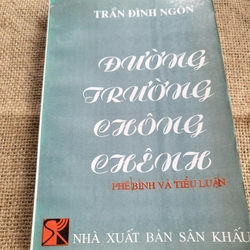 TRẦN ĐÌNH NGÔN
ĐƯỜNG
TRƯỜNG
CHÔNG
CHÊNH
PHÊ BÌNH VÀ TIỂU LUẬN
NHÀ XUẤT BẢN SÂN KHẤU